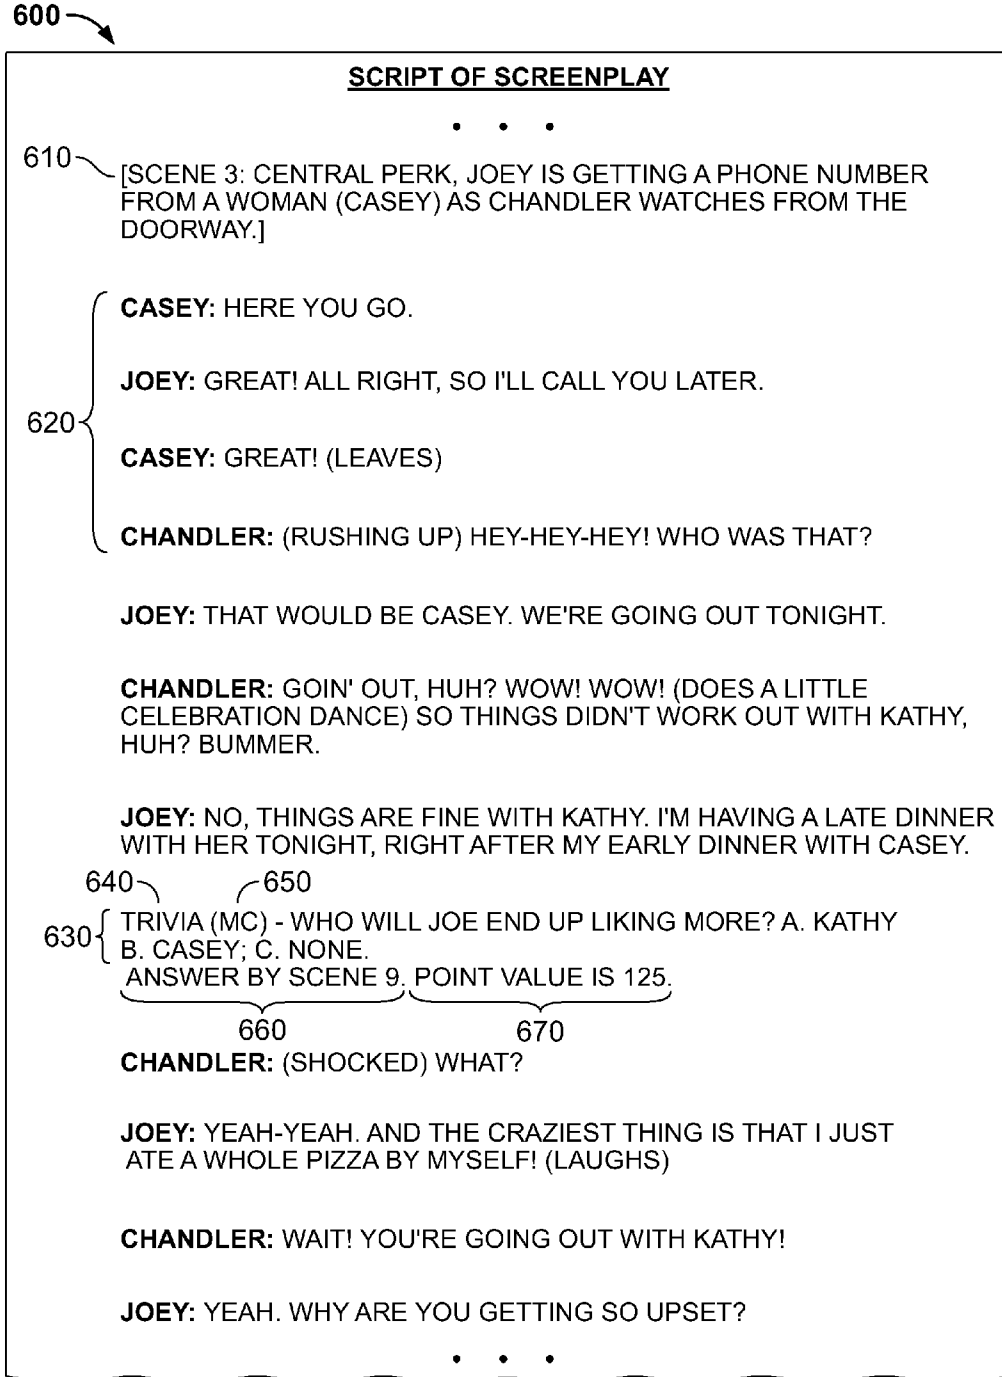 600
SCRIPT OF SCREENPLAY
• • •
610
[SCENE 3: CENTRAL PERK, JOEY IS GETTING A PHONE NUMBER
FROM A WOMAN (CASEY) AS CHANDLER WATCHES FROM THE
DOORWAY.]
CASEY: HERE YOU GO.
JOEY: GREAT! ALL RIGHT, SO I'LL CALL YOU LATER.
620
CASEY: GREAT! (LEAVES)
CHANDLER: (RUSHING UP) HEY-HEY-HEY! WHO WAS THAT?
JOEY: THAT WOULD BE CASEY. WE'RE GOING OUT TONIGHT.
CHANDLER: GOIN' OUT, HUH? WOW! WOW! (DOES A LITTLE
CELEBRATION DANCE) SO THINGS DIDN'T WORK OUT WITH KATHY,
HUH? BUMMER.
JOEY: NO, THINGS ARE FINE WITH KATHY. I'M HAVING A LATE DINNER
WITH HER TONIGHT, RIGHT AFTER MY EARLY DINNER WITH CASEY.
640 650
630
TRIVIA (MC) - WHO WILL JOE END UP LIKING MORE? A. KATHY
B. CASEY; C. NONE.
ANSWER BY SCENE 9. POINT VALUE IS 125.
660 670
CHANDLER: (SHOCKED) WHAT?
JOEY: YEAH-YEAH. AND THE CRAZIEST THING IS THAT I JUST
ATE A WHOLE PIZZA BY MYSELF! (LAUGHS)
CHANDLER: WAIT! YOU'RE GOING OUT WITH KATHY!
JOEY: YEAH. WHY ARE YOU GETTING SO UPSET?
• • •